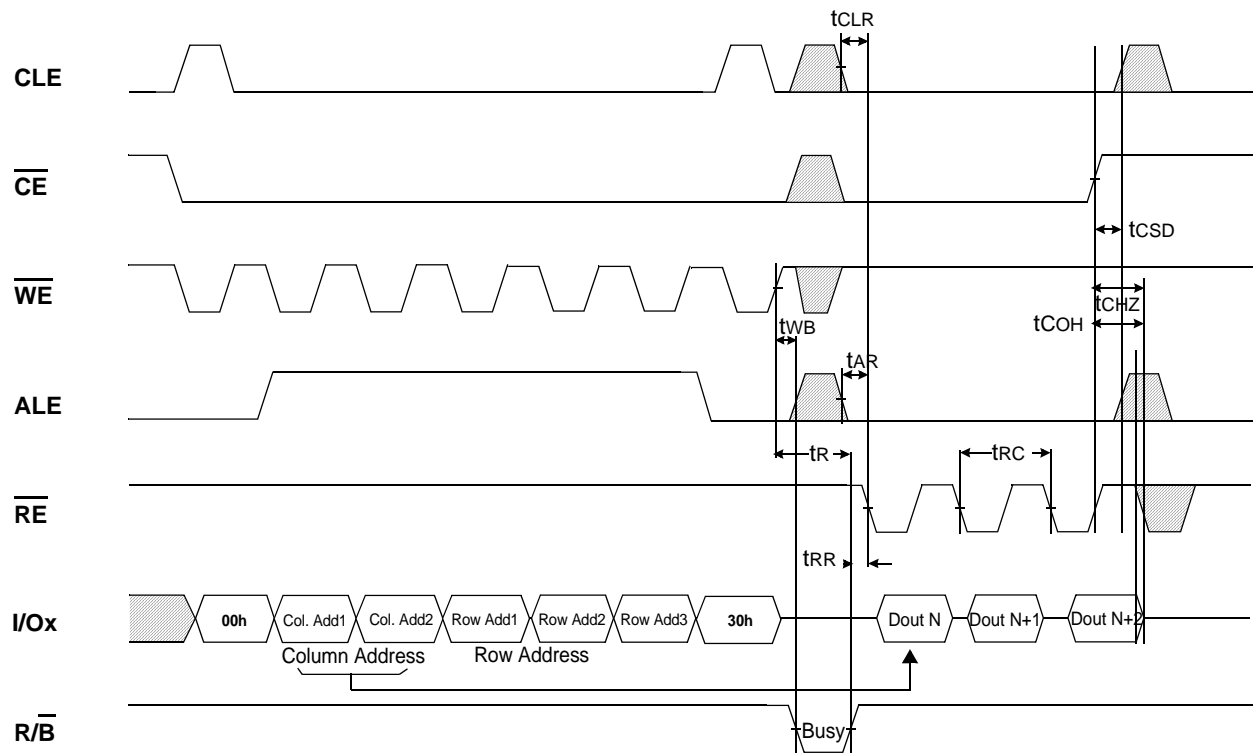 tCLR
CLE
CE
tCSD
WE
tCHZ
tCOH
tWB
tAR
ALE
tR
tRC
RE
tRR
I/Ox
00h
Col. Add1
Col. Add2
Row Add1
Row Add2
Row Add3
30h
Dout N
Dout N+1
Dout N+2
Column Address
Row Address
R/B
Busy